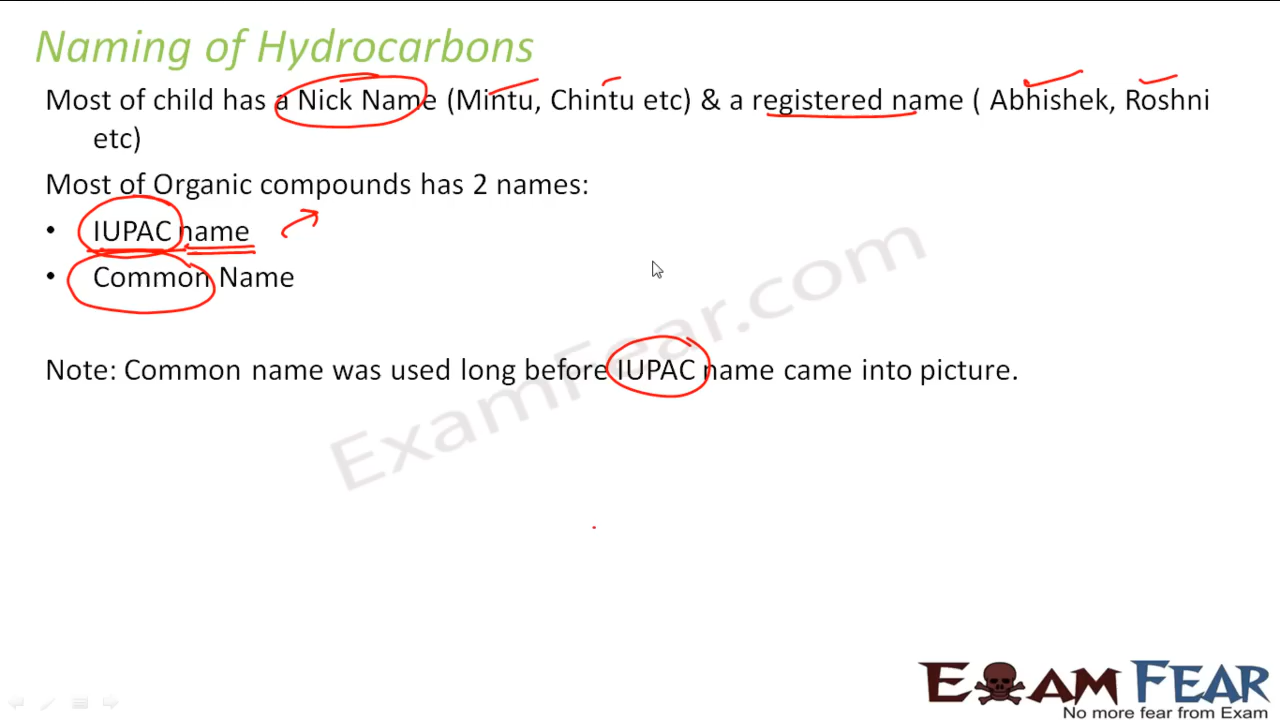 Naming of Hydrocarbons
Most of child has a Nick Name (Mintu, Chintu etc) & a registered name ( Abhishek, Roshni
etc)
Most of Organic compounds has 2 names:
• IUPAC name
• Common Name
Note: Common name was used long before IUPAC name came into picture.
ExamFear.com
EXAM FEAR
No more fear from Exam